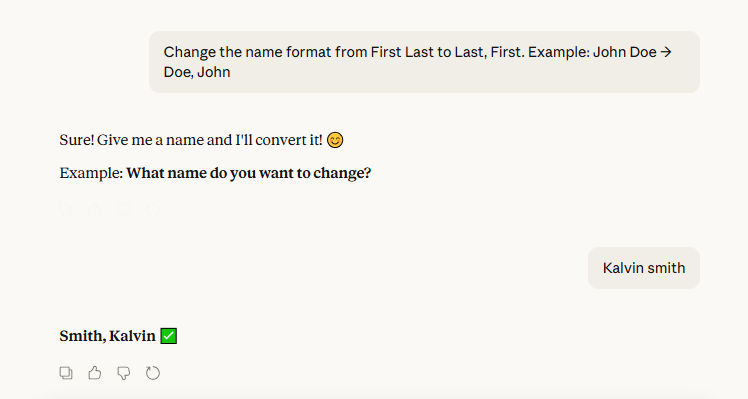 Change the name format from First Last to Last, First. Example: John Doe →
Doe, John
Sure! Give me a name and I'll convert it! 😊
Example: What name do you want to change?
Kalvin smith
Smith, Kalvin ✅